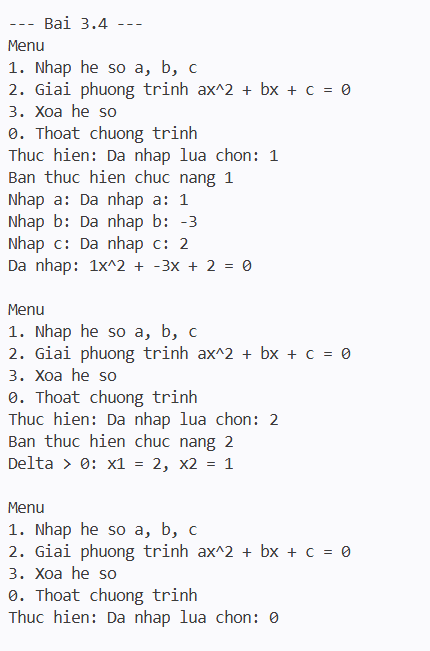 --- Bai 3.4 ---
Menu
1. Nhap he so a, b, c
2. Giai phuong trinh ax^2 + bx + c = 0
3. Xoa he so
0. Thoat chuong trinh
Thuc hien: Da nhap lua chon: 1
Ban thuc hien chuc nang 1
Nhap a: Da nhap a: 1
Nhap b: Da nhap b: -3
Nhap c: Da nhap c: 2
Da nhap: 1x^2 + -3x + 2 = 0

Menu
1. Nhap he so a, b, c
2. Giai phuong trinh ax^2 + bx + c = 0
3. Xoa he so
0. Thoat chuong trinh
Thuc hien: Da nhap lua chon: 2
Ban thuc hien chuc nang 2
Delta > 0: x1 = 2, x2 = 1

Menu
1. Nhap he so a, b, c
2. Giai phuong trinh ax^2 + bx + c = 0
3. Xoa he so
0. Thoat chuong trinh
Thuc hien: Da nhap lua chon: 0